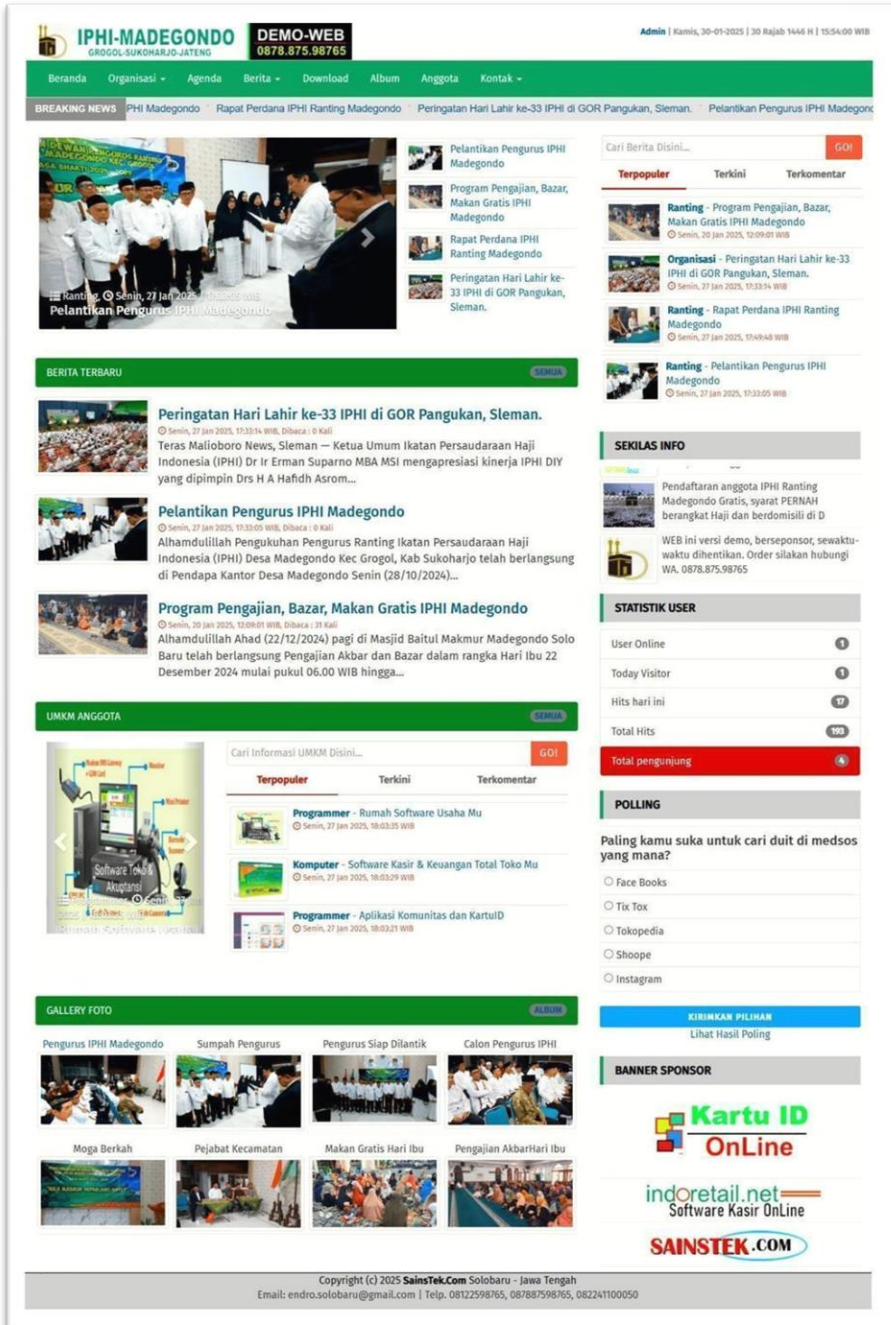 IPHI-MADEGONDO
GROGOL-SUKOHARJO-JATENG
DEMO-WEB
0878.875.98765
Admin | Kamis, 30-01-2025 | 30 Rajab 1446 H | 15:54:00 WIB
Beranda Organisasi Agenda Berita Download Album Anggota Kontak
BREAKING NEWS PHI Madegondo Rapat Perdana IPHI Ranting Madegondo Peringatan Hari Lahir ke-33 IPHI di GOR Pangukan, Sleman. Pelantikan Pengurus IPHI Madegond
Ranting, Senin, 27 Jan 2025
Pelantikan Pengurus IPHI Madegondo
Pelantikan Pengurus IPHI
Madegondo
Program Pengajian, Bazar,
Makan Gratis IPHI
Madegondo
Rapat Perdana IPHI
Ranting Madegondo
Peringatan Hari Lahir ke-
33 IPHI di GOR Pangukan,
Sleman.
Cari Berita Disini...
GO!
Terpopuler Terkini Terkomentar
Ranting - Program Pengajian, Bazar,
Makan Gratis IPHI Madegondo
Senin, 20 Jan 2025, 12:09:01 WIB
Organisasi - Peringatan Hari Lahir ke-33
IPHI di GOR Pangukan, Sleman.
Senin, 27 Jan 2025, 17:33:14 WIB
Ranting - Rapat Perdana IPHI Ranting
Madegondo
Senin, 27 Jan 2025, 17:49:48 WIB
Ranting - Pelantikan Pengurus IPHI
Madegondo
Senin, 27 Jan 2025, 17:33:05 WIB
BERITA TERBARU
SEMUA
Peringatan Hari Lahir ke-33 IPHI di GOR Pangukan, Sleman.
Senin, 27 Jan 2025, 17:33:14 WIB, Dibaca : 0 Kali
Teras Malioboro News, Sleman — Ketua Umum Ikatan Persaudaraan Haji
Indonesia (IPHI) Dr Ir Erman Suparno MBA MSI mengapresiasi kinerja IPHI DIY
yang dipimpin Drs H A Hafidh Asrom...
Pelantikan Pengurus IPHI Madegondo
Senin, 27 Jan 2025, 17:33:05 WIB, Dibaca : 0 Kali
Alhamdulillah Pengukuhan Pengurus Ranting Ikatan Persaudaraan Haji
Indonesia (IPHI) Desa Madegondo Kec Grogol, Kab Sukoharjo telah berlangsung
di Pendapa Kantor Desa Madegondo Senin (28/10/2024)...
Program Pengajian, Bazar, Makan Gratis IPHI Madegondo
Senin, 20 Jan 2025, 12:09:01 WIB, Dibaca : 31 Kali
Alhamdulillah Ahad (22/12/2024) pagi di Masjid Baitul Makmur Madegondo Solo
Baru telah berlangsung Pengajian Akbar dan Bazar dalam rangka Hari Ibu 22
Desember 2024 mulai pukul 06.00 WIB hingga...
SEKILAS INFO
Pendaftaran anggota IPHI Ranting
Madegondo Gratis, syarat PERNAH
berangkat Haji dan berdomisili di D
WEB ini versi demo, berseponsor, sewaktu-
waktu dihentikan. Order silakan hubungi
WA. 0878.875.98765
STATISTIK USER
User Online 1
Today Visitor 1
Hits hari ini 17
Total Hits 193
Total pengunjung 4
UMKM ANGGOTA
SEMUA
Software Toko &
Akuptansi
Cari Informasi UMKM Disini...
GO!
Terpopuler Terkini Terkomentar
Programmer - Rumah Software Usaha Mu
Senin, 27 Jan 2025, 18:03:35 WIB
Komputer - Software Kasir & Keuangan Total Toko Mu
Senin, 27 Jan 2025, 18:03:29 WIB
Programmer - Aplikasi Komunitas dan KartuID
Senin, 27 Jan 2025, 18:03:21 WIB
POLLING
Paling kamu suka untuk cari duit di medsos
yang mana?
Face Books
Tix Tox
Tokopedia
Shoope
Instagram
KIRIMKAN PILIHAN
Lihat Hasil Poling
GALLERY FOTO
ALBUM
Pengurus IPHI Madegondo Sumpah Pengurus Pengurus Siap Dilantik Calon Pengurus IPHI
Moga Berkah Pejabat Kecamatan Makan Gratis Hari Ibu Pengajian AkbarHari Ibu
BANNER SPONSOR
Kartu ID
OnLine
indoretail.net
Software Kasir OnLine
SAINSTEK.COM
Copyright (c) 2025 SainsTek.Com Solobaru - Jawa Tengah
Email: endro.solobaru@gmail.com | Telp. 08122598765, 087887598765, 082241100050